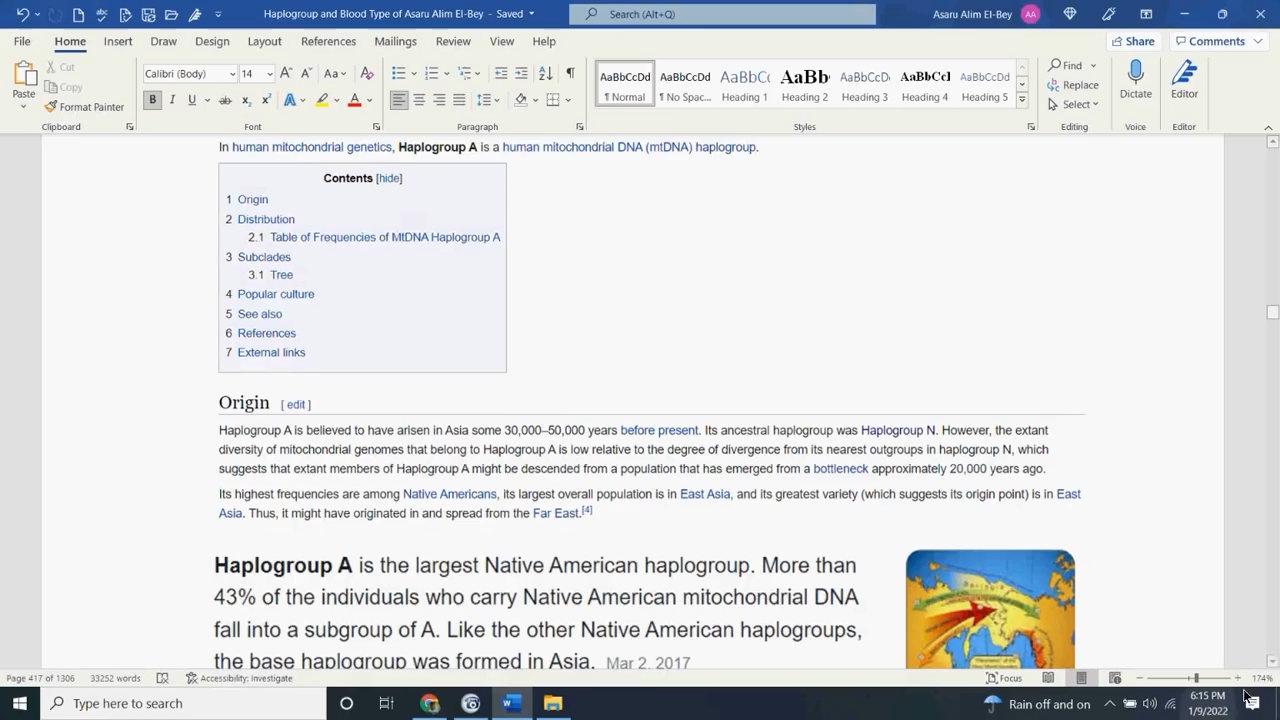 Haplogroup and Blood Type of Asaru Alim El-Bey - Saved
Search (Alt+Q)
Asaru Alim El-Bey
AA
File Home Insert Draw Design Layout References Mailings Review View Help
Share
Comments
Paste
Cut
Copy
Format Painter
Clipboard
Calibri (Body)
14
Font
Paragraph
AaBbCcDd
¶ Normal
AaBbCcDd
¶ No Spac...
AaBbCc
Heading 1
AaBb
Heading 2
AaBbCcDd
Heading 3
AaBbCcI
Heading 4
AaBbCcDd
Heading 5
Styles
Find
Replace
Select
Editing
Dictate
Voice
Editor
Editor
In human mitochondrial genetics, Haplogroup A is a human mitochondrial DNA (mtDNA) haplogroup.
Contents [hide]
1 Origin
2 Distribution
2.1 Table of Frequencies of MtDNA Haplogroup A
3 Subclades
3.1 Tree
4 Popular culture
5 See also
6 References
7 External links
Origin [ edit ]
Haplogroup A is believed to have arisen in Asia some 30,000–50,000 years before present. Its ancestral haplogroup was Haplogroup N. However, the extant
diversity of mitochondrial genomes that belong to Haplogroup A is low relative to the degree of divergence from its nearest outgroups in haplogroup N, which
suggests that extant members of Haplogroup A might be descended from a population that has emerged from a bottleneck approximately 20,000 years ago.
Its highest frequencies are among Native Americans, its largest overall population is in East Asia, and its greatest variety (which suggests its origin point) is in East
Asia. Thus, it might have originated in and spread from the Far East.[4]
Haplogroup A is the largest Native American haplogroup. More than
43% of the individuals who carry Native American mitochondrial DNA
fall into a subgroup of A. Like the other Native American haplogroups,
the base haplogroup was formed in Asia. Mar 2, 2017
Page 417 of 1306
33252 words
Accessibility: Investigate
Focus
174%
Type here to search
Rain off and on
6:15 PM
1/9/2022